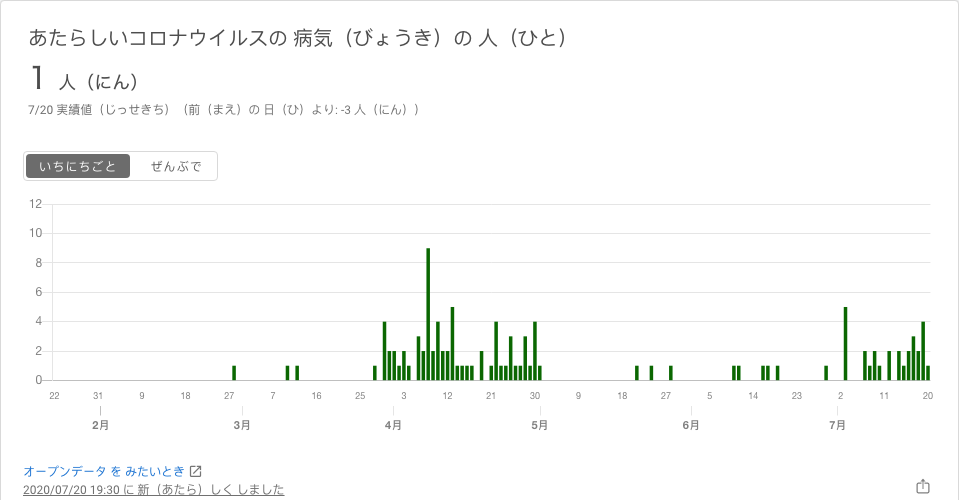 あたらしいコロナウイルスの 病気（びょうき）の 人（ひと）
1 人（にん）
7/20 実績値（じっせきち）（前（まえ）の 日（ひ）より: -3 人（にん））
いちにちごと ぜんぶで
12
10
8
6
4
2
0
22 31 9 18 27 7 16 25 3 12 21 30 9 18 27 5 14 23 2 11 20
2月 3月 4月 5月 6月 7月
オープンデータ を みたいとき
2020/07/20 19:30 に 新（あたら）しく しました